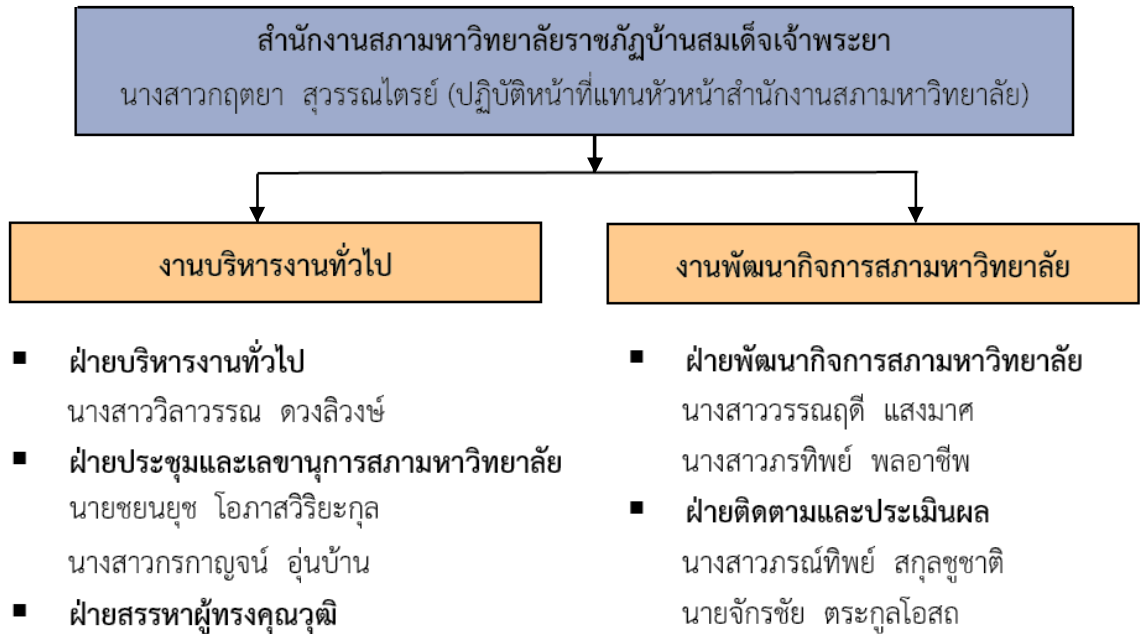 สำนักงานสภามหาวิทยาลัยราชภัฏบ้านสมเด็จเจ้าพระยา
นางสาวกฤตยา สุวรรณไตรย์ (ปฏิบัติหน้าที่แทนหัวหน้าสำนักงานสภามหาวิทยาลัย)
งานบริหารงานทั่วไป
▪ ฝ่ายบริหารงานทั่วไป
นางสาววิลาวรรณ ดวงลิวงษ์
▪ ฝ่ายประชุมและเลขานุการสภามหาวิทยาลัย
นายชยนยุช โอภาสวิริยะกุล
นางสาวกรกาญจน์ อุ่นบ้าน
▪ ฝ่ายสรรหาผู้ทรงคุณวุฒิ
งานพัฒนากิจการสภามหาวิทยาลัย
▪ ฝ่ายพัฒนากิจการสภามหาวิทยาลัย
นางสาววรรณฤดี แสงมาศ
นางสาวภรทิพย์ พลอาชีพ
▪ ฝ่ายติดตามและประเมินผล
นางสาวภรณ์ทิพย์ สกุลชูชาติ
นายจักรชัย ตระกูลโอสถ